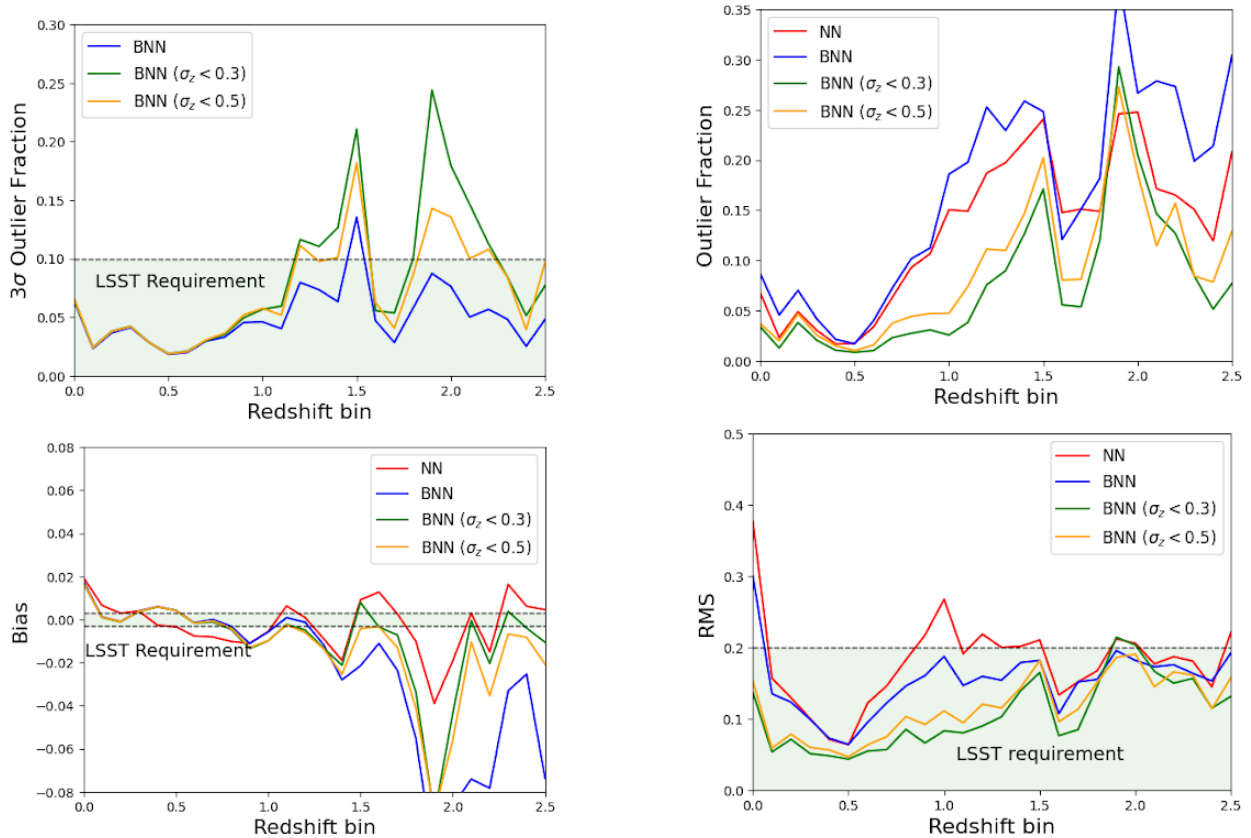 3σ Outlier Fraction
0.30
0.25
0.20
0.15
0.10
0.05
0.00
BNN
BNN (σz < 0.3)
BNN (σz < 0.5)
LSST Requirement
0.0 0.5 1.0 1.5 2.0 2.5
Redshift bin
Outlier Fraction
0.35
0.30
0.25
0.20
0.15
0.10
0.05
0.00
NN
BNN
BNN (σz < 0.3)
BNN (σz < 0.5)
0.0 0.5 1.0 1.5 2.0 2.5
Redshift bin
Bias
0.08
0.06
0.04
0.02
0.00
−0.02
−0.04
−0.06
−0.08
NN
BNN
BNN (σz < 0.3)
BNN (σz < 0.5)
LSST Requirement
0.0 0.5 1.0 1.5 2.0 2.5
Redshift bin
RMS
0.5
0.4
0.3
0.2
0.1
0.0
NN
BNN
BNN (σz < 0.3)
BNN (σz < 0.5)
LSST requirement
0.0 0.5 1.0 1.5 2.0 2.5
Redshift bin